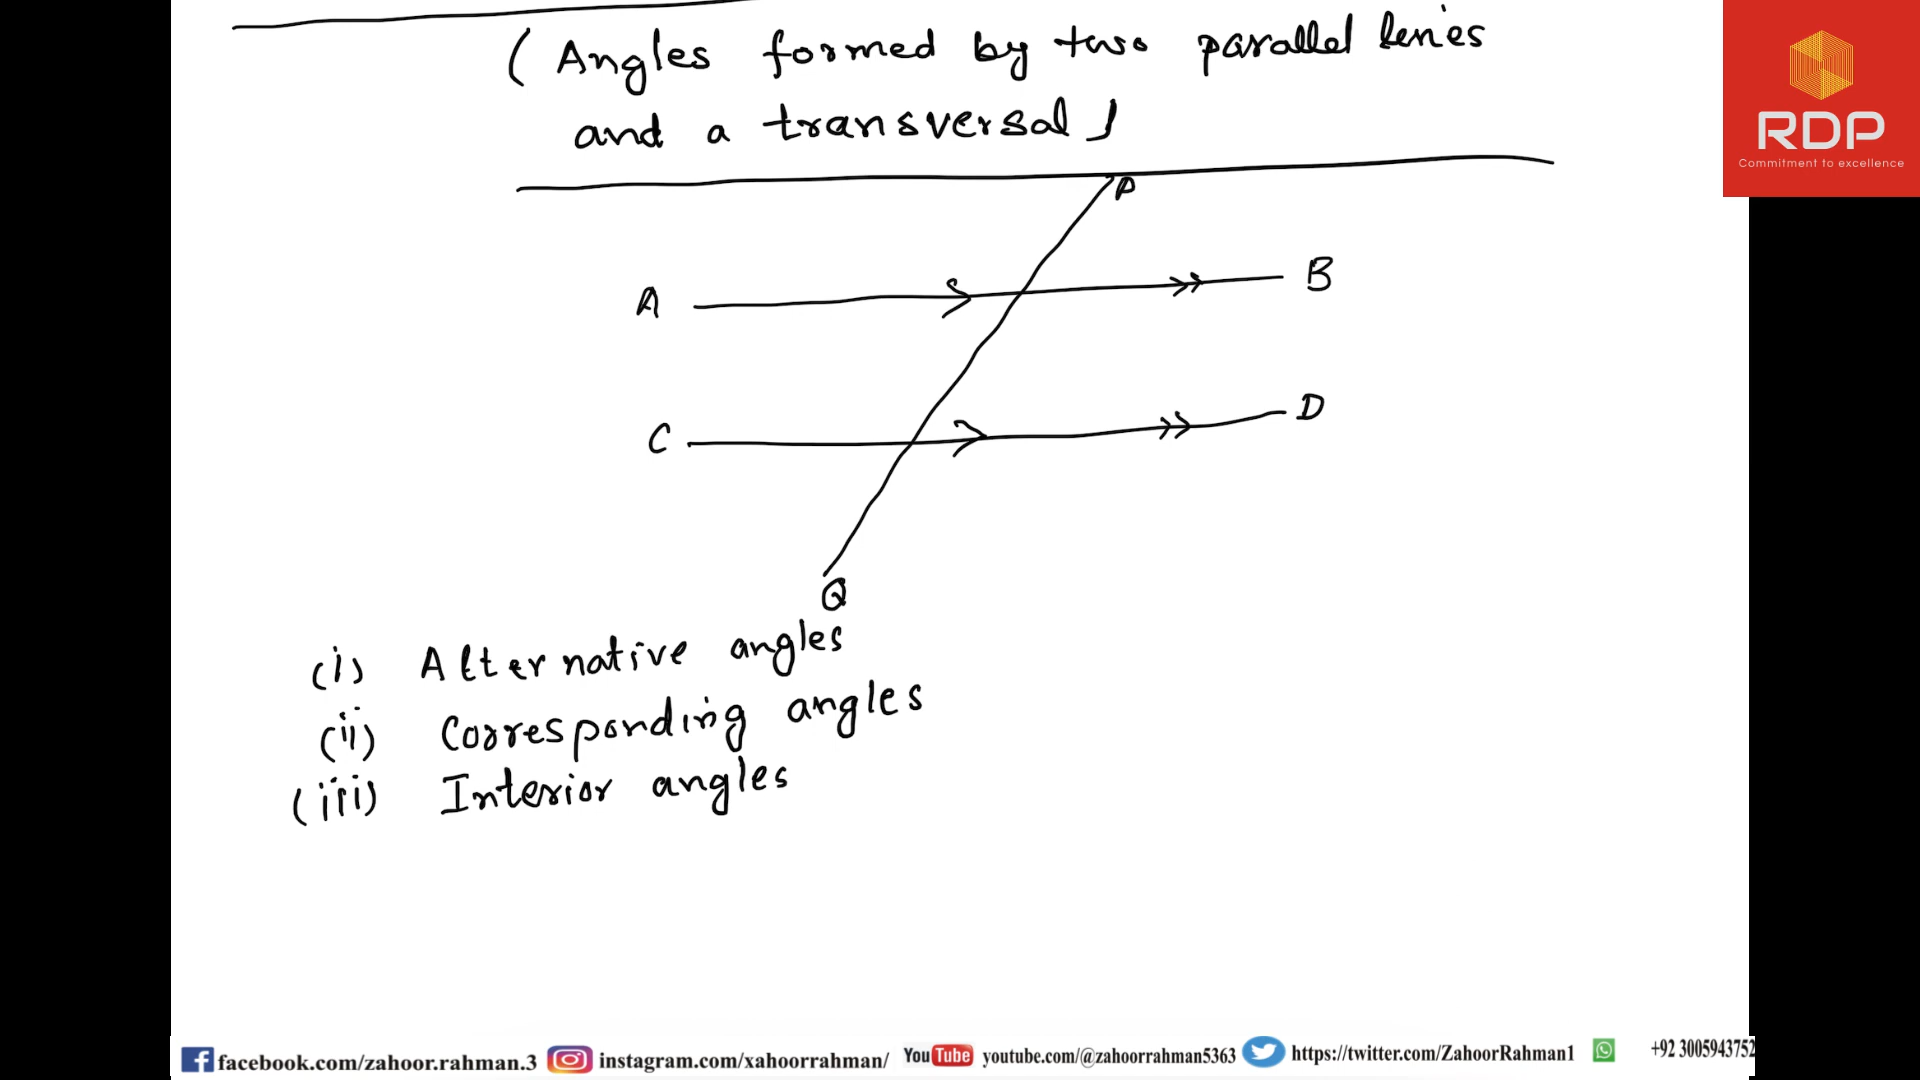 ( Angles formed by two parallel lines
and a transversal )
RDP
Commitment to excellence
P
A
B
C
D
Q
(i) Alternative angles
(ii) Corresponding angles
(iii) Interior angles
facebook.com/zahoor.rahman.3 instagram.com/xahoorrahman/ YouTube youtube.com/@zahoorrahman5363 https://twitter.com/ZahoorRahman1 +92 3005943752